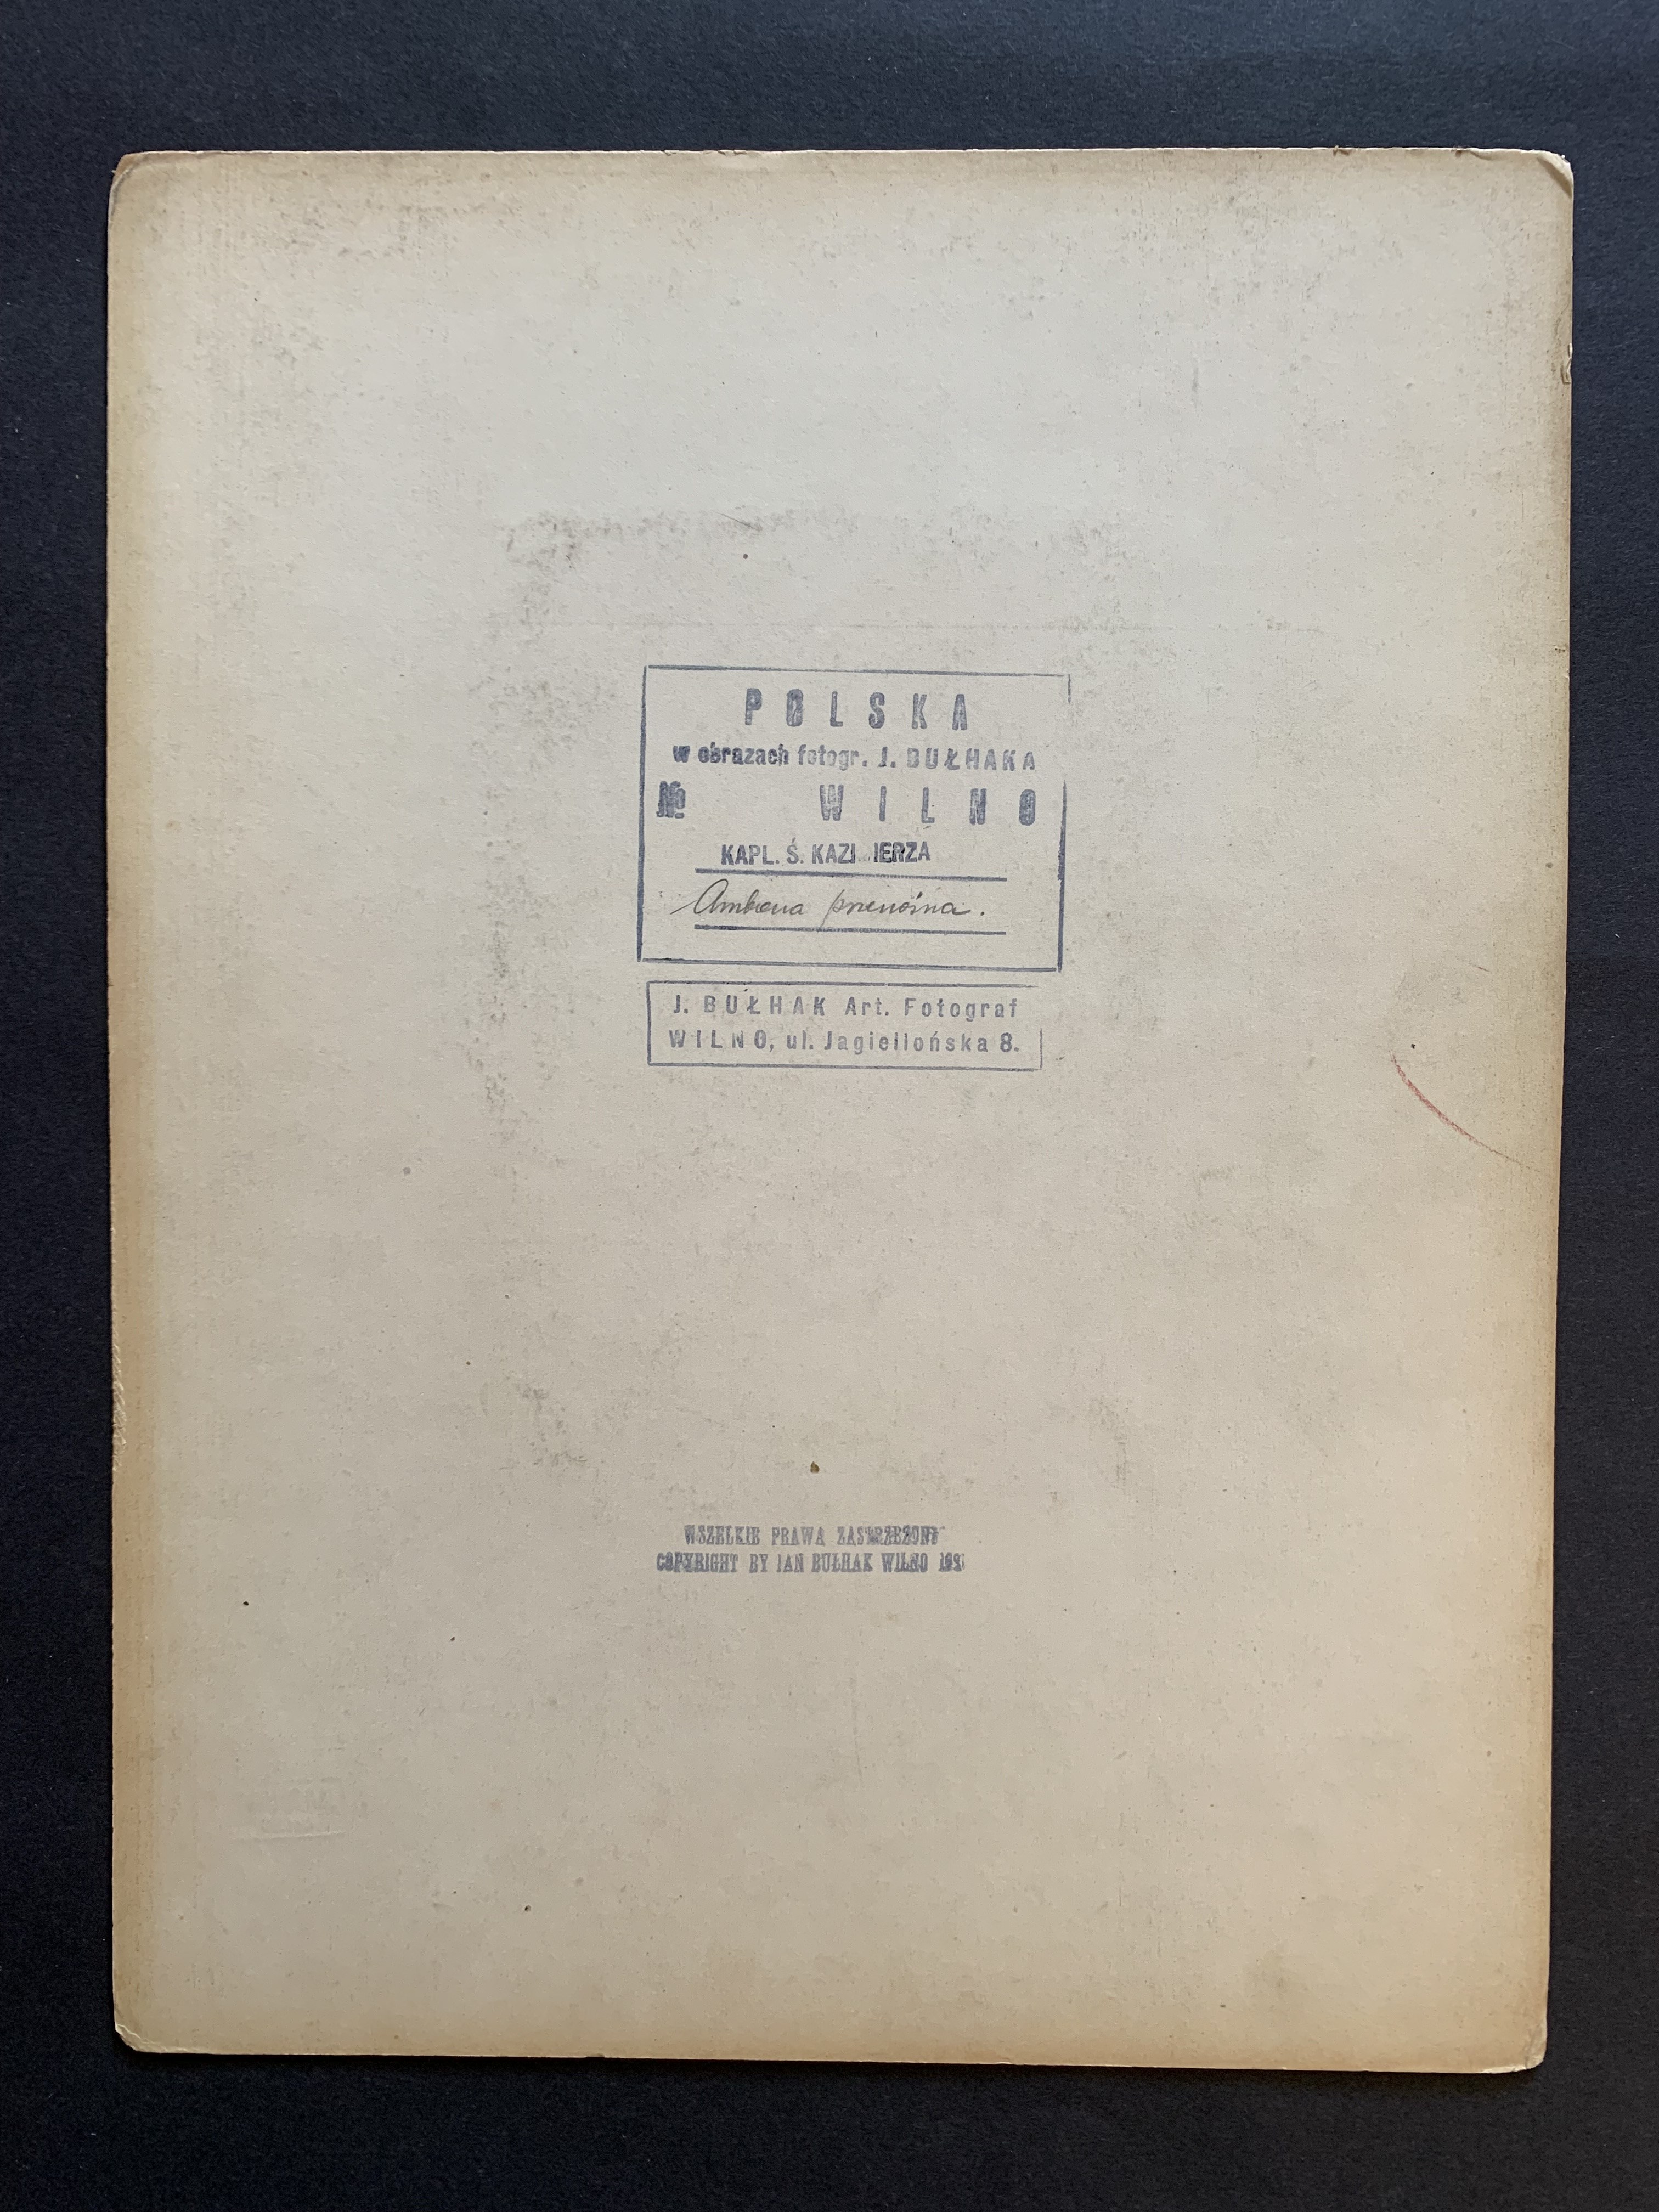 POLSKA
w obrazach fotogr. J. BUŁHAKA
№ WILNO
KAPL. Ś. KAZIMIERZA
Ambona przenośna.
J. BUŁHAK Art. Fotograf
WILNO, ul. Jagiellońska 8.
WSZELKIE PRAWA ZASTRZEŻONE
COPYRIGHT BY JAN BUŁHAK WILNO